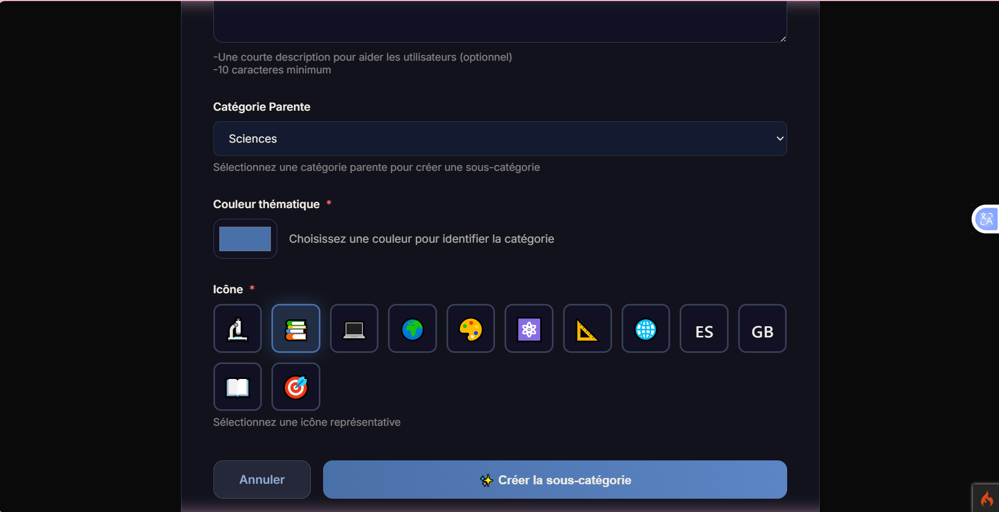 -Une courte description pour aider les utilisateurs (optionnel)
-10 caracteres minimum
Catégorie Parente
Sciences
Sélectionnez une catégorie parente pour créer une sous-catégorie
Couleur thématique *
Choisissez une couleur pour identifier la catégorie
Icône *
ES
GB
Sélectionnez une icône représentative
Annuler
✨ Créer la sous-catégorie
文A